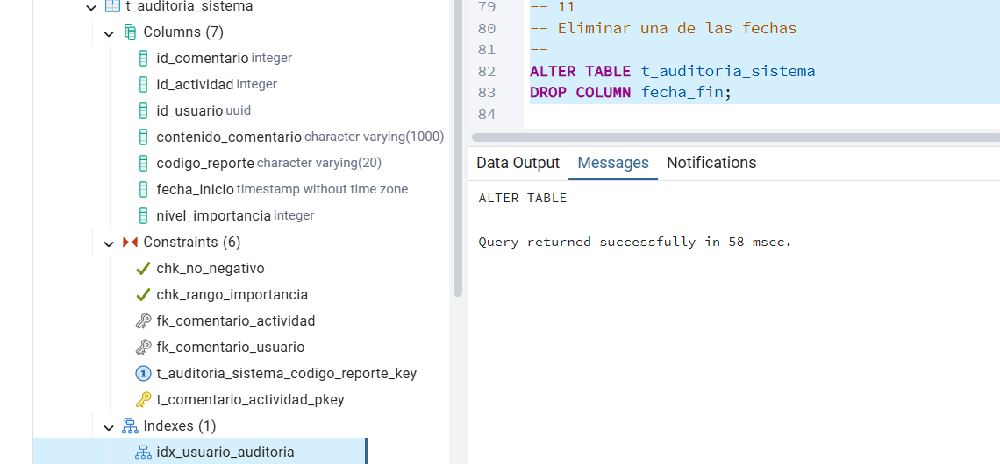 t_auditoria_sistema
Columns (7)
id_comentario integer
id_actividad integer
id_usuario uuid
contenido_comentario character varying(1000)
codigo_reporte character varying(20)
fecha_inicio timestamp without time zone
nivel_importancia integer
Constraints (6)
chk_no_negativo
chk_rango_importancia
fk_comentario_actividad
fk_comentario_usuario
1 t_auditoria_sistema_codigo_reporte_key
t_comentario_actividad_pkey
Indexes (1)
idx_usuario_auditoria
79 -- 11
80 -- Eliminar una de las fechas
81 --
82 ALTER TABLE t_auditoria_sistema
83 DROP COLUMN fecha_fin;
84
Data Output Messages Notifications
ALTER TABLE
Query returned successfully in 58 msec.